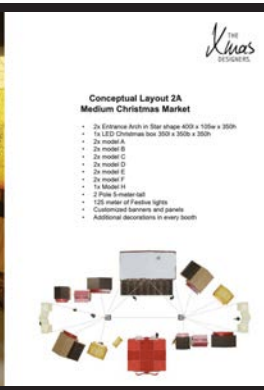 THE
Xmas
DESIGNERS.
Conceptual Layout 2A
Medium Christmas Market
• 2x Entrance Arch in Star shape 400l x 105w x 350h
• 1x LED Christmas box 350l x 350b x 350h
• 2x model A
• 2x model B
• 2x model C
• 2x model D
• 2x model E
• 2x model F
• 1x Model H
• 2 Pole 5-meter-tall
• 125 meter of Festive lights
• Customized banners and panels
• Additional decorations in every booth